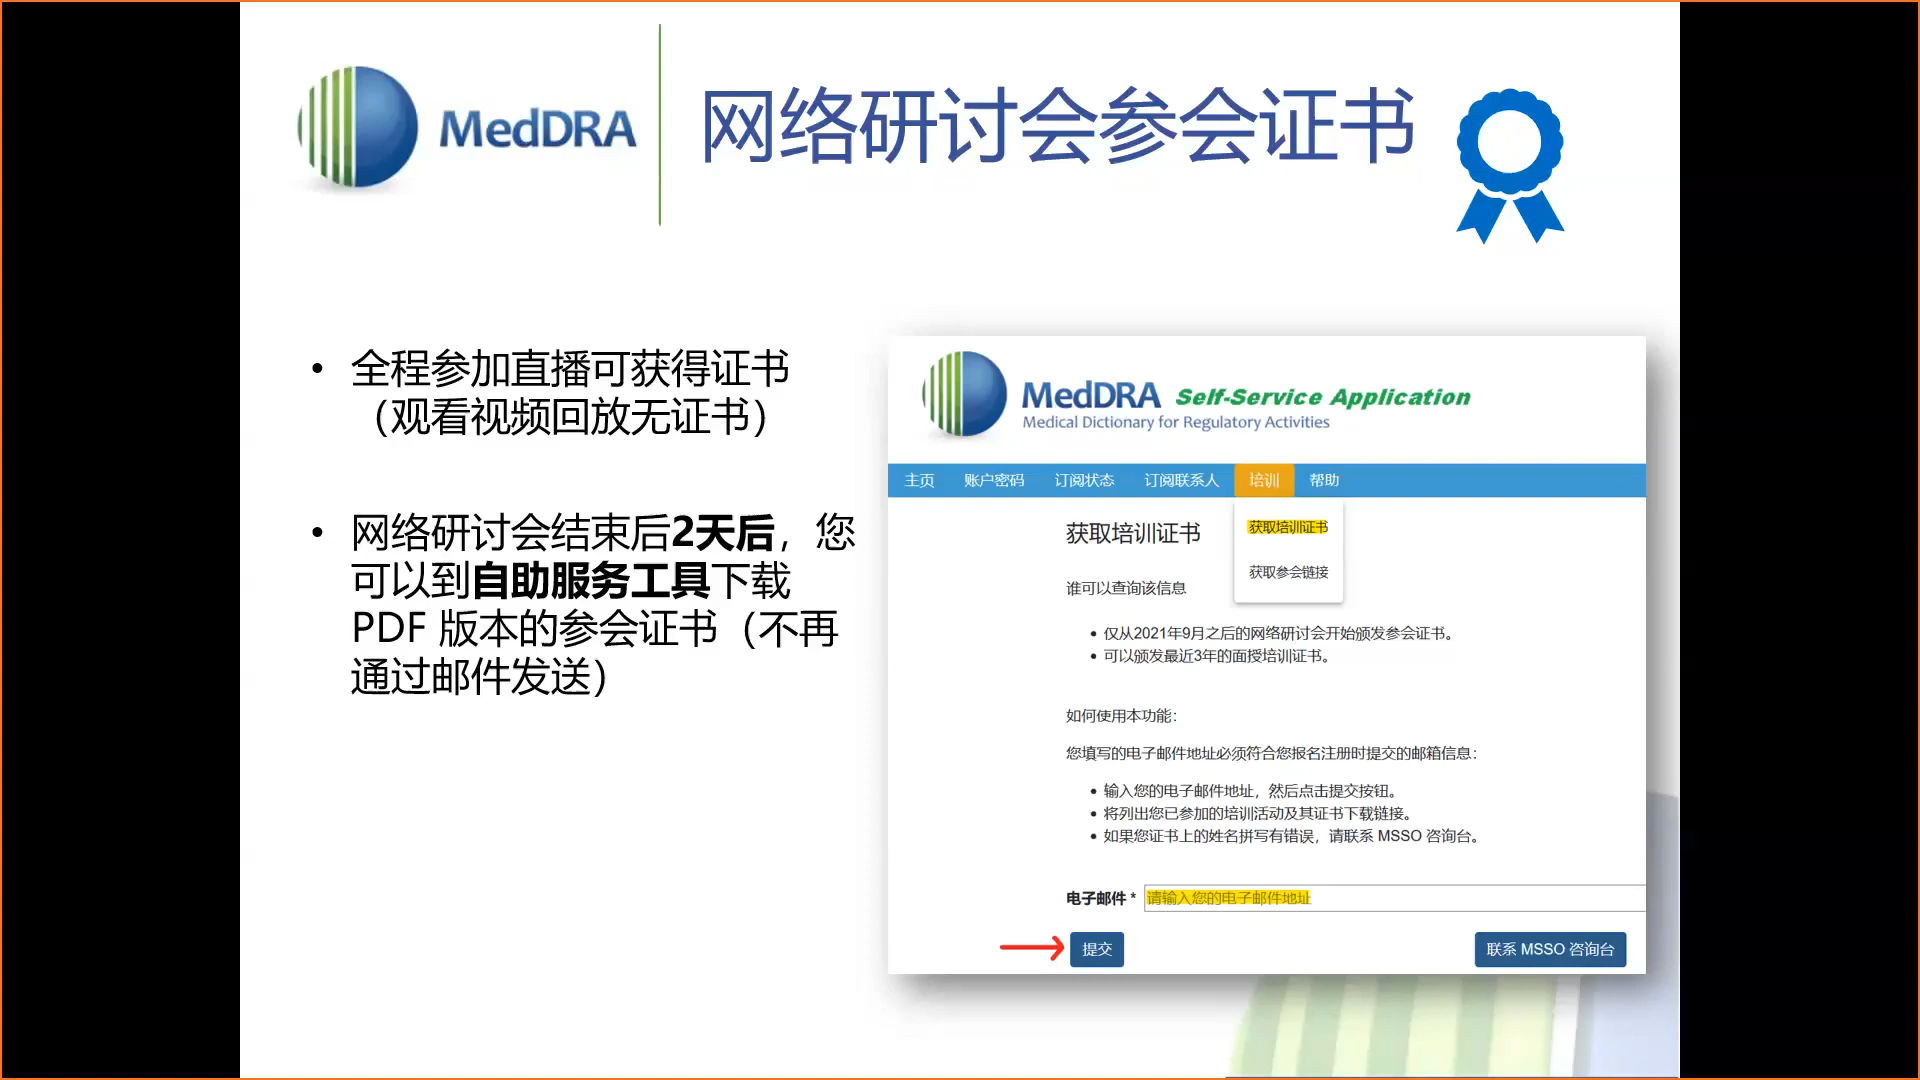 MedDRA
网络研讨会参会证书
• 全程参加直播可获得证书
（观看视频回放无证书）
• 网络研讨会结束后2天后，您
可以到自助服务工具下载
PDF 版本的参会证书（不再
通过邮件发送）
MedDRA Self-Service Application
Medical Dictionary for Regulatory Activities
主页 账户密码 订阅状态 订阅联系人 培训 帮助
获取培训证书
获取参会链接
获取培训证书
谁可以查询该信息
• 仅从2021年9月之后的网络研讨会开始颁发参会证书。
• 可以颁发最近3年的面授培训证书。
如何使用本功能：
您填写的电子邮件地址必须符合您报名注册时提交的邮箱信息：
• 输入您的电子邮件地址，然后点击提交按钮。
• 将列出您已参加的培训活动及其证书下载链接。
• 如果您证书上的姓名拼写有错误，请联系 MSSO 咨询台。
电子邮件 * 请输入您的电子邮件地址
提交 联系 MSSO 咨询台